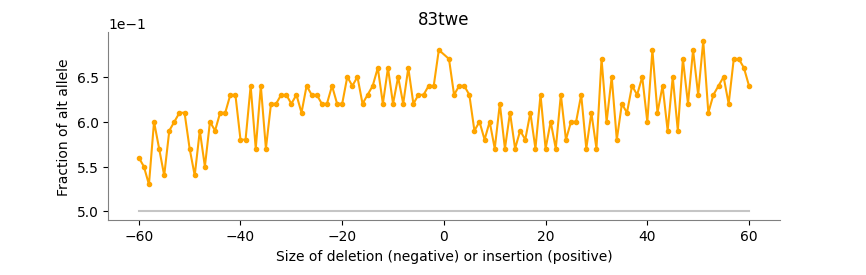 83twe
1e−1
Fraction of alt allele
6.5
6.0
5.5
5.0
−60 −40 −20 0 20 40 60
Size of deletion (negative) or insertion (positive)